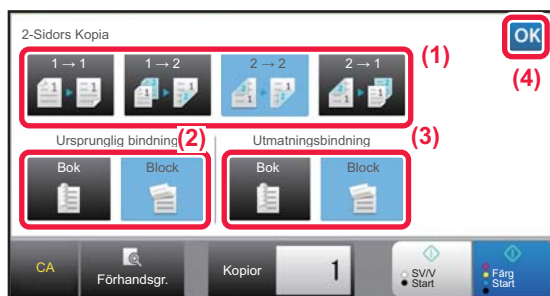 2-Sidors Kopia
OK
1 → 1
1 → 2
2 → 2
2 → 1
(1)
(4)
Ursprunglig bindning
(2)
Utmatningsbindning
(3)
Bok
Block
Bok
Block
CA
Förhandsgr.
Kopior
1
SV/V
Start
Färg
Start